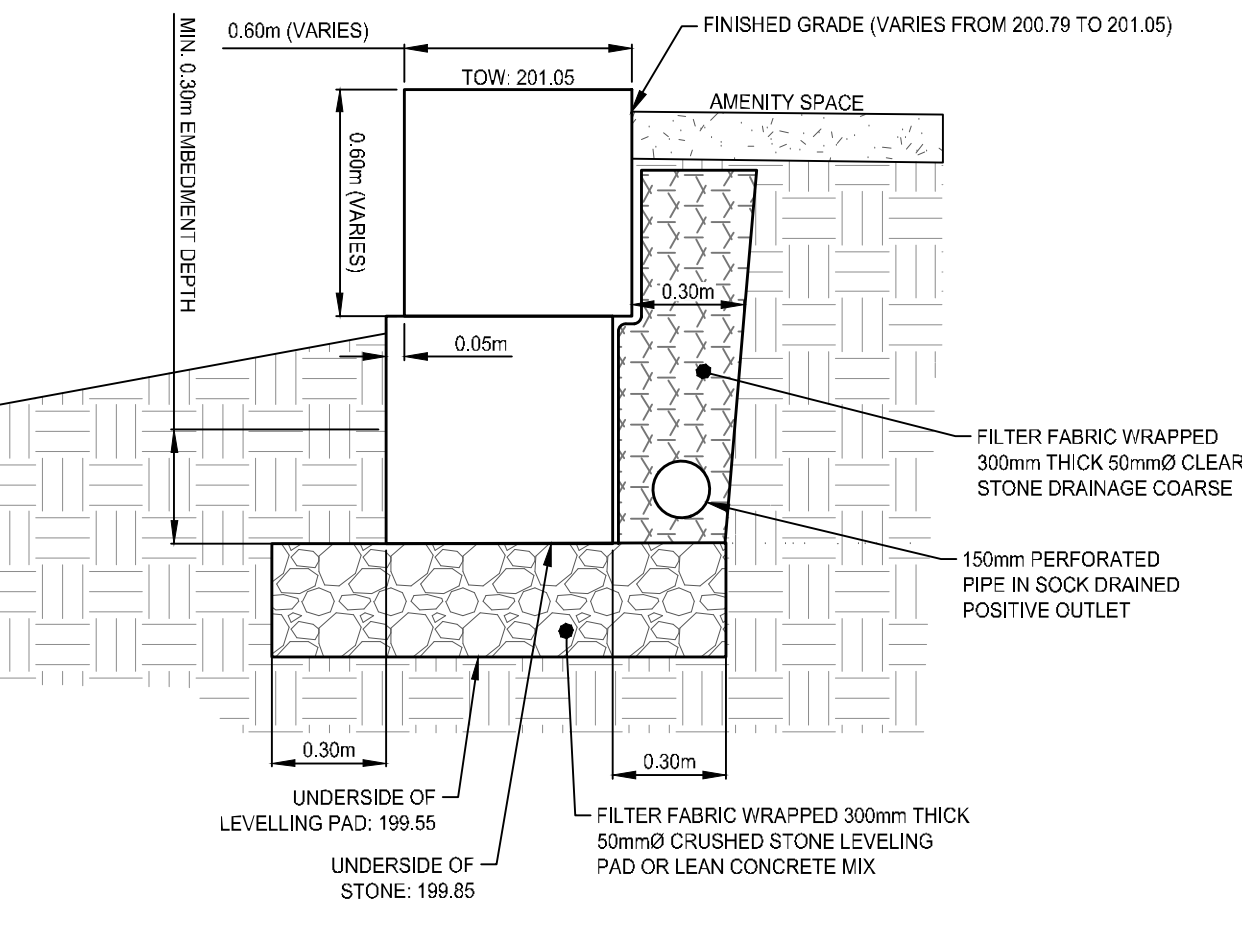 FINISHED GRADE (VARIES FROM 200.79 TO 201.05)
0.60m (VARIES)
MIN. 0.30m EMBEDMENT DEPTH
TOW: 201.05
AMENITY SPACE
0.60m (VARIES)
0.30m
0.05m
FILTER FABRIC WRAPPED
300mm THICK 50mmØ CLEAR
STONE DRAINAGE COARSE
150mm PERFORATED
PIPE IN SOCK DRAINED
POSITIVE OUTLET
0.30m
0.30m
UNDERSIDE OF
LEVELLING PAD: 199.55
FILTER FABRIC WRAPPED 300mm THICK
50mmØ CRUSHED STONE LEVELING
PAD OR LEAN CONCRETE MIX
UNDERSIDE OF
STONE: 199.85